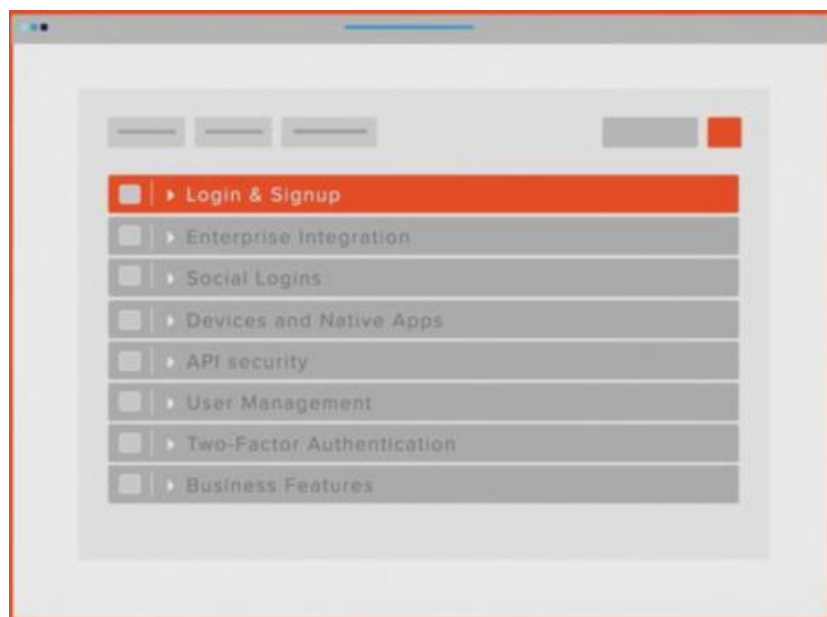 Login & Signup
Enterprise Integration
Social Logins
Devices and Native Apps
API security
User Management
Two-Factor Authentication
Business Features